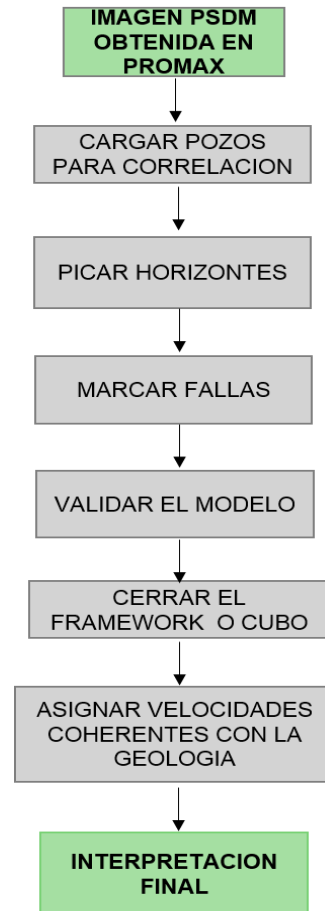 IMAGEN PSDM
OBTENIDA EN
PROMAX
CARGAR POZOS
PARA CORRELACION
PICAR HORIZONTES
MARCAR FALLAS
VALIDAR EL MODELO
CERRAR EL
FRAMEWORK O CUBO
ASIGNAR VELOCIDADES
COHERENTES CON LA
GEOLOGIA
INTERPRETACION
FINAL